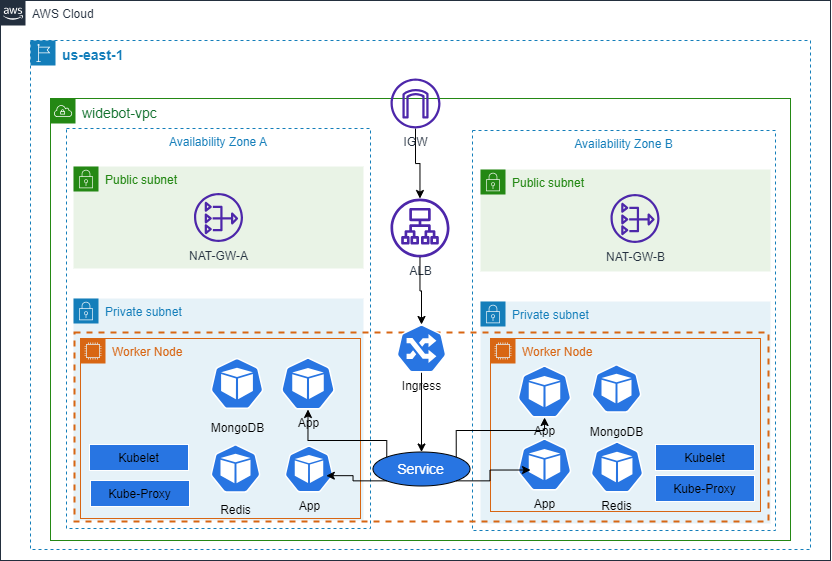 aws
AWS Cloud
us-east-1
widebot-vpc
IGW
Availability Zone A
Availability Zone B
Public subnet
Public subnet
NAT-GW-A
NAT-GW-B
ALB
Private subnet
Private subnet
Worker Node
Worker Node
Ingress
MongoDB
App
App
MongoDB
Kubelet
Service
Kubelet
Kube-Proxy
Kube-Proxy
Redis
App
App
Redis